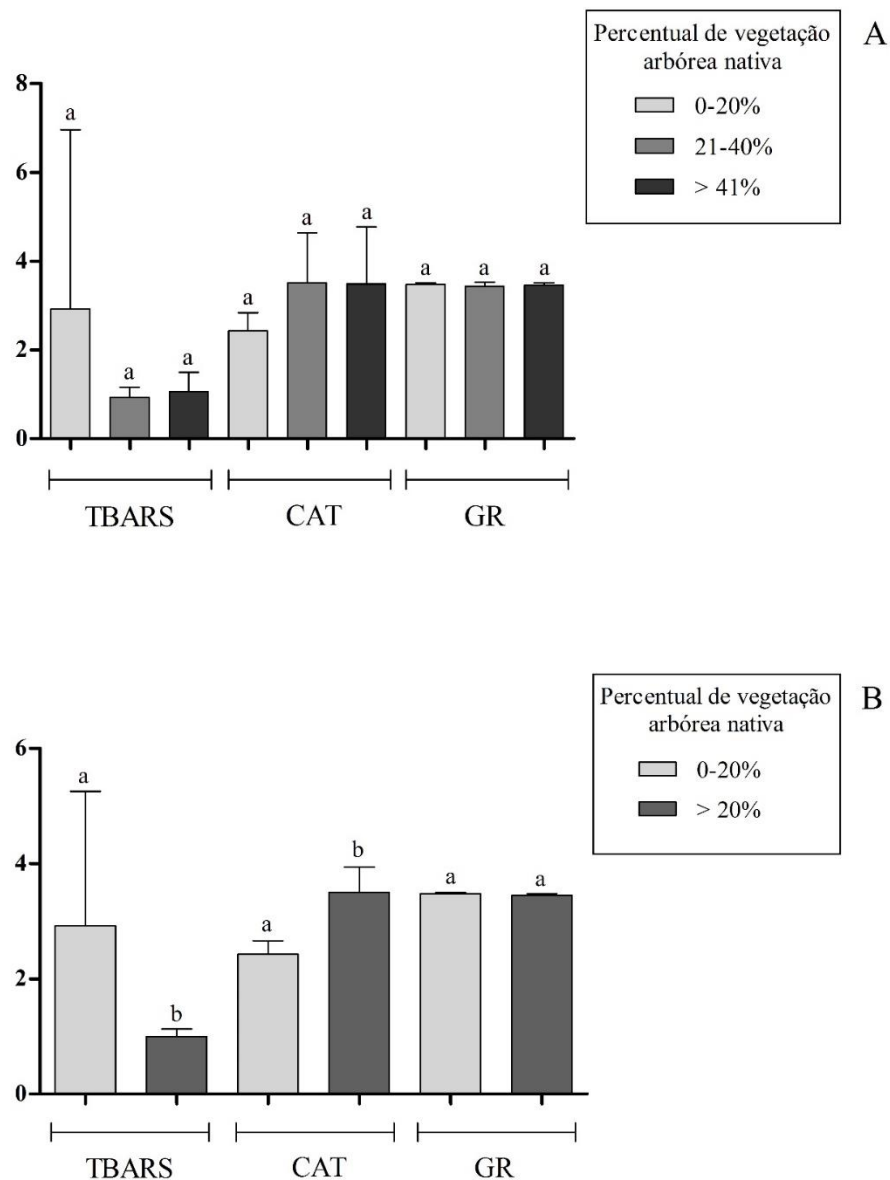 A
Percentual de vegetação
arbórea nativa
0-20%
21-40%
> 41%
8
6
4
2
0
a
a
a
a
a
a
a
a
a
TBARS
CAT
GR
B
Percentual de vegetação
arbórea nativa
0-20%
> 20%
6
4
2
0
a
b
a
b
a
a
TBARS
CAT
GR